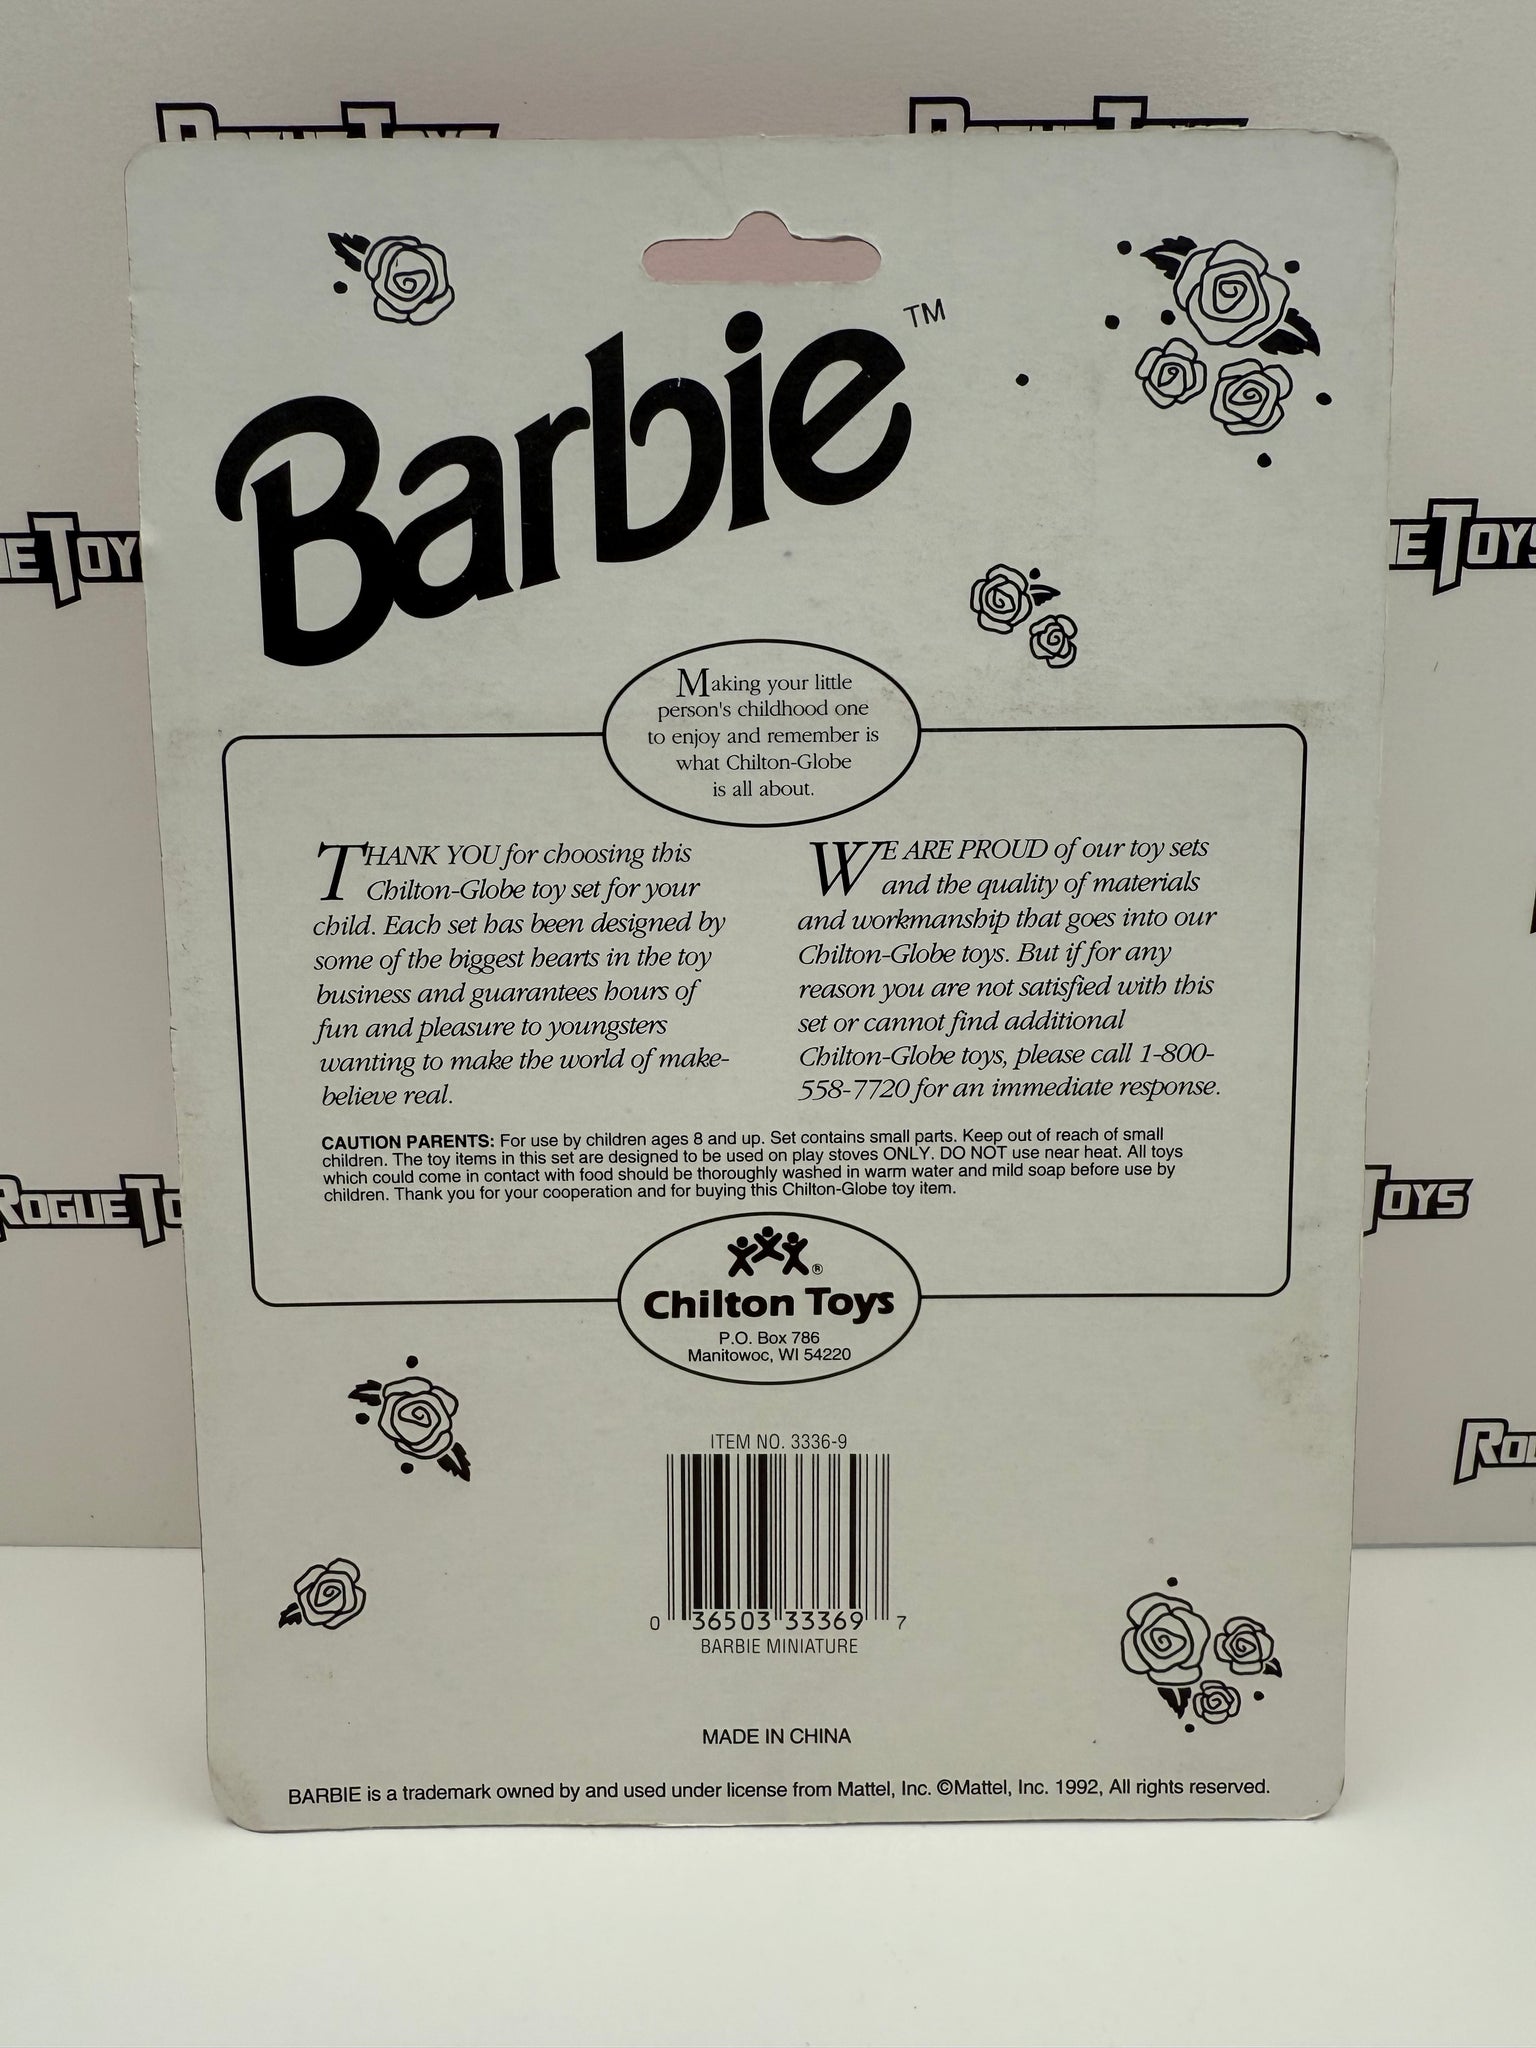 ROGUE TOYS
ROGUE TOYS
Barbie™
UE TOY
UE TOYS
Making your little
person's childhood one
to enjoy and remember is
what Chilton-Globe
is all about.
THANK YOU for choosing this
Chilton-Globe toy set for your
child. Each set has been designed by
some of the biggest hearts in the toy
business and guarantees hours of
fun and pleasure to youngsters
wanting to make the world of make-
believe real.
WE ARE PROUD of our toy sets
and the quality of materials
and workmanship that goes into our
Chilton-Globe toys. But if for any
reason you are not satisfied with this
set or cannot find additional
Chilton-Globe toys, please call 1-800-
558-7720 for an immediate response.
CAUTION PARENTS: For use by children ages 8 and up. Set contains small parts. Keep out of reach of small
children. The toy items in this set are designed to be used on play stoves ONLY. DO NOT use near heat. All toys
which could come in contact with food should be thoroughly washed in warm water and mild soap before use by
children. Thank you for your cooperation and for buying this Chilton-Globe toy item.
ROGUE TO
TOYS
®
Chilton Toys
P.O. Box 786
Manitowoc, WI 54220
ROU
ITEM NO. 3336-9
0 36503 33369 7
BARBIE MINIATURE
MADE IN CHINA
BARBIE is a trademark owned by and used under license from Mattel, Inc. ©Mattel, Inc. 1992, All rights reserved.